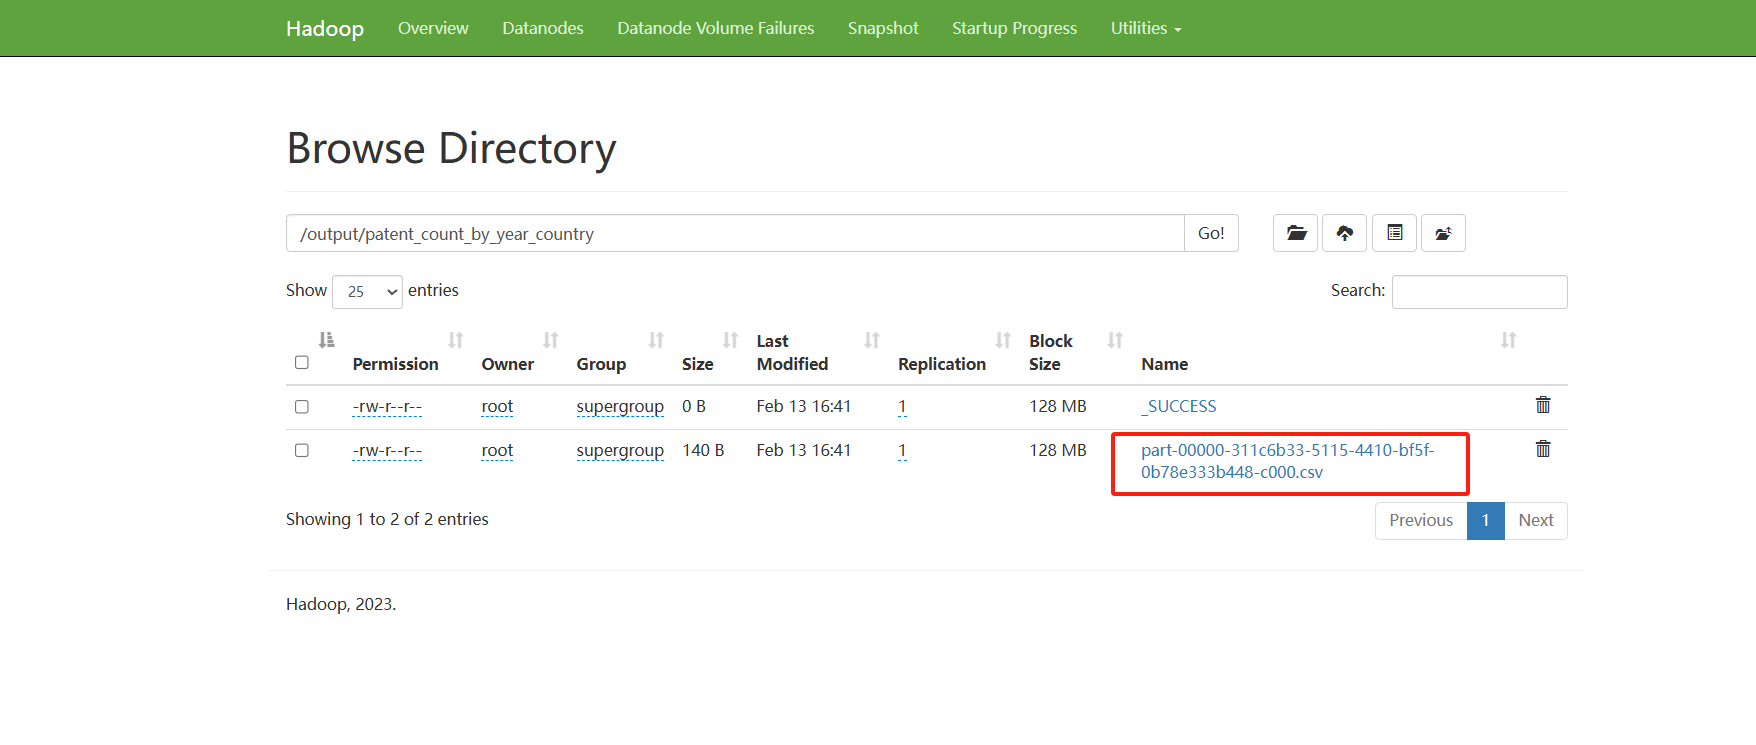 Hadoop Overview Datanodes Datanode Volume Failures Snapshot Startup Progress Utilities
Browse Directory
/output/patent_count_by_year_country Go!
Show 25 entries Search:
Permission Owner Group Size Last Modified Replication Block Size Name
-rw-r--r-- root supergroup 0 B Feb 13 16:41 1 128 MB _SUCCESS
-rw-r--r-- root supergroup 140 B Feb 13 16:41 1 128 MB part-00000-311c6b33-5115-4410-bf5f-
0b78e333b448-c000.csv
Showing 1 to 2 of 2 entries Previous 1 Next
Hadoop, 2023.